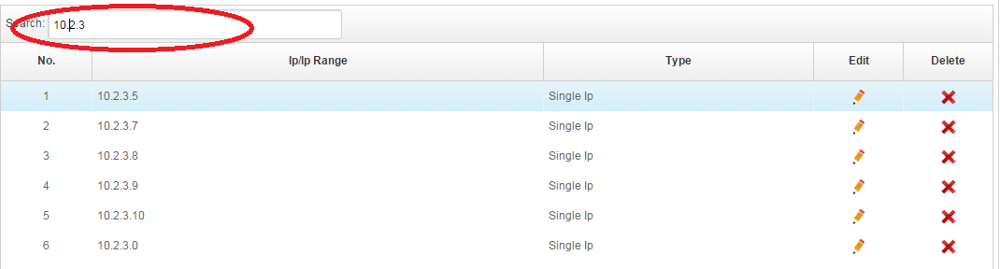 Search: 10.2.3
No. Ip/Ip Range Type Edit Delete
1 10.2.3.5 Single Ip
2 10.2.3.7 Single Ip
3 10.2.3.8 Single Ip
4 10.2.3.9 Single Ip
5 10.2.3.10 Single Ip
6 10.2.3.0 Single Ip